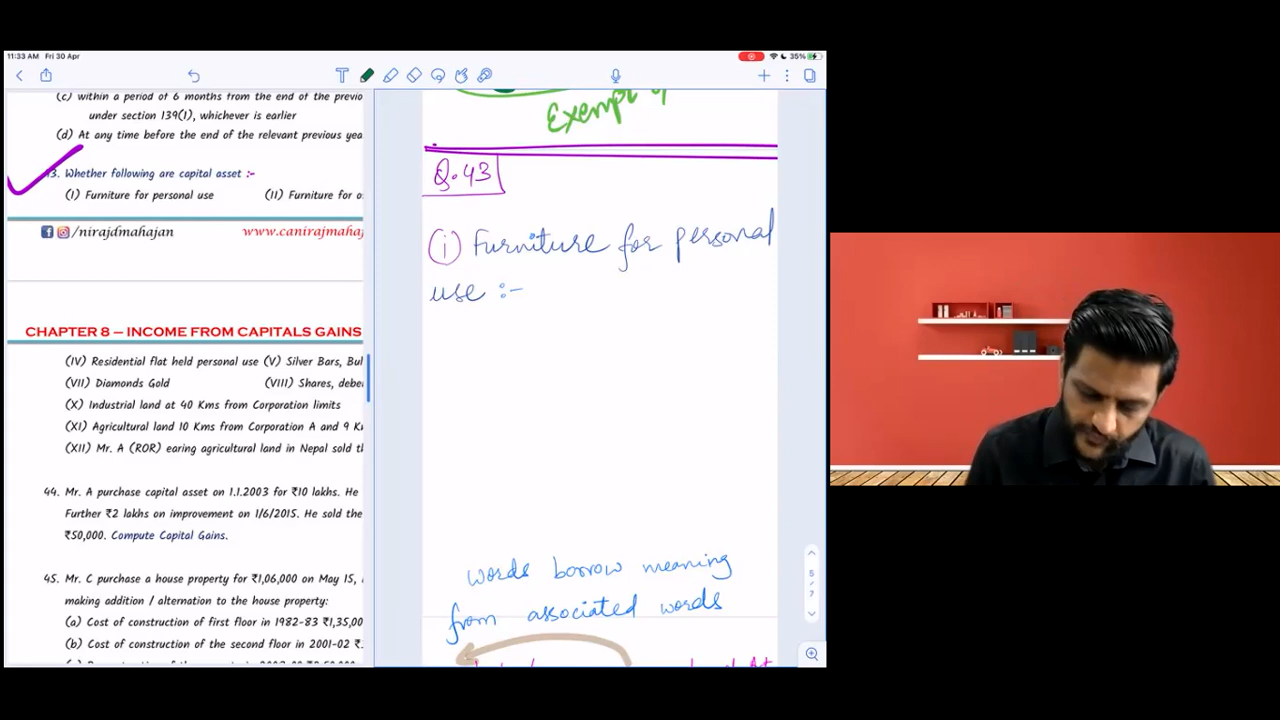 11:33 AM Fri 30 Apr
35%
(c) within a period of 6 months from the end of the previo
under section 139(1), whichever is earlier
(d) At any time before the end of the relevant previous yea
43. Whether following are capital asset :-
(I) Furniture for personal use (II) Furniture for o
/nirajdmahajan www.canirajmahaj
CHAPTER 8 – INCOME FROM CAPITALS GAINS
(IV) Residential flat held personal use (V) Silver Bars, Bul
(VII) Diamonds Gold (VIII) Shares, debe
(X) Industrial land at 40 Kms from Corporation limits
(XI) Agricultural land 10 Kms from Corporation A and 9 K
(XII) Mr. A (ROR) earing agricultural land in Nepal sold th
44. Mr. A purchase capital asset on 1.1.2003 for ₹10 lakhs. He
Further ₹2 lakhs on improvement on 1/6/2015. He sold the
₹50,000. Compute Capital Gains.
45. Mr. C purchase a house property for ₹1,06,000 on May 15,
making addition / alternation to the house property:
(a) Cost of construction of first floor in 1982-83 ₹1,35,00
(b) Cost of construction of the second floor in 2001-02 ₹
Exempt
Q.43
(i) Furniture for personal
use :-
words borrow meaning
from associated words
5
/
7